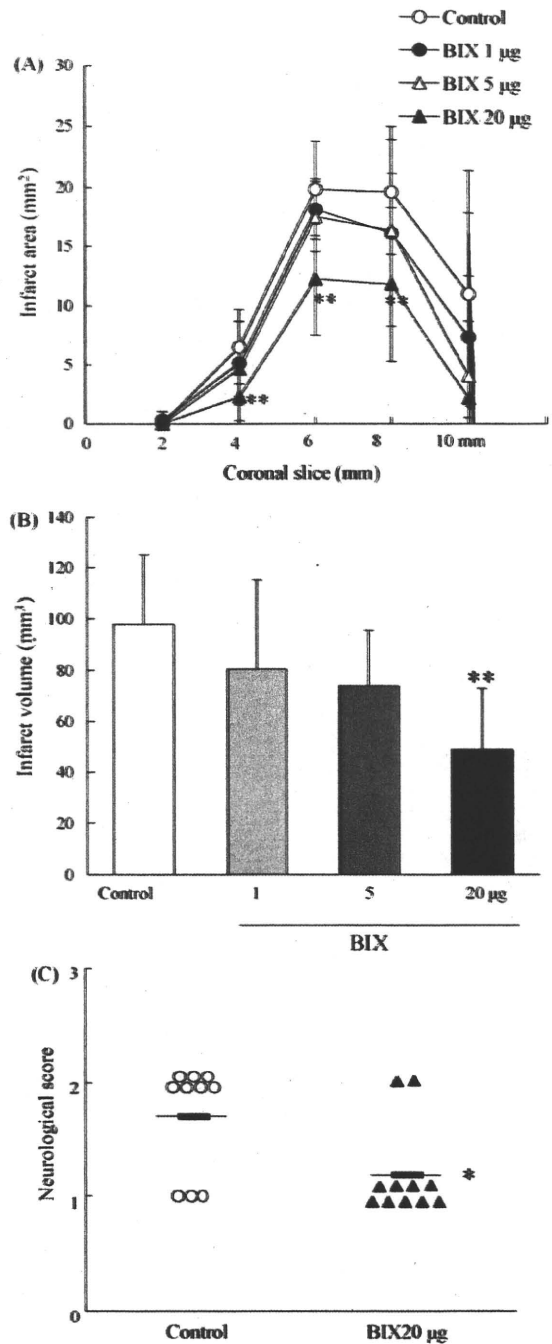 Control
BIX 1 µg
BIX 5 µg
BIX 20 µg
(A)
30
25
20
15
10
5
0
Infarct area (mm²)
**
**
**
0 2 4 6 8 10 mm
Coronal slice (mm)
(B)
140
120
100
80
60
40
20
0
Infarct volume (mm³)
**
Control 1 5 20 µg
BIX
(C)
3
2
1
0
Neurological score
*
Control BIX20 µg